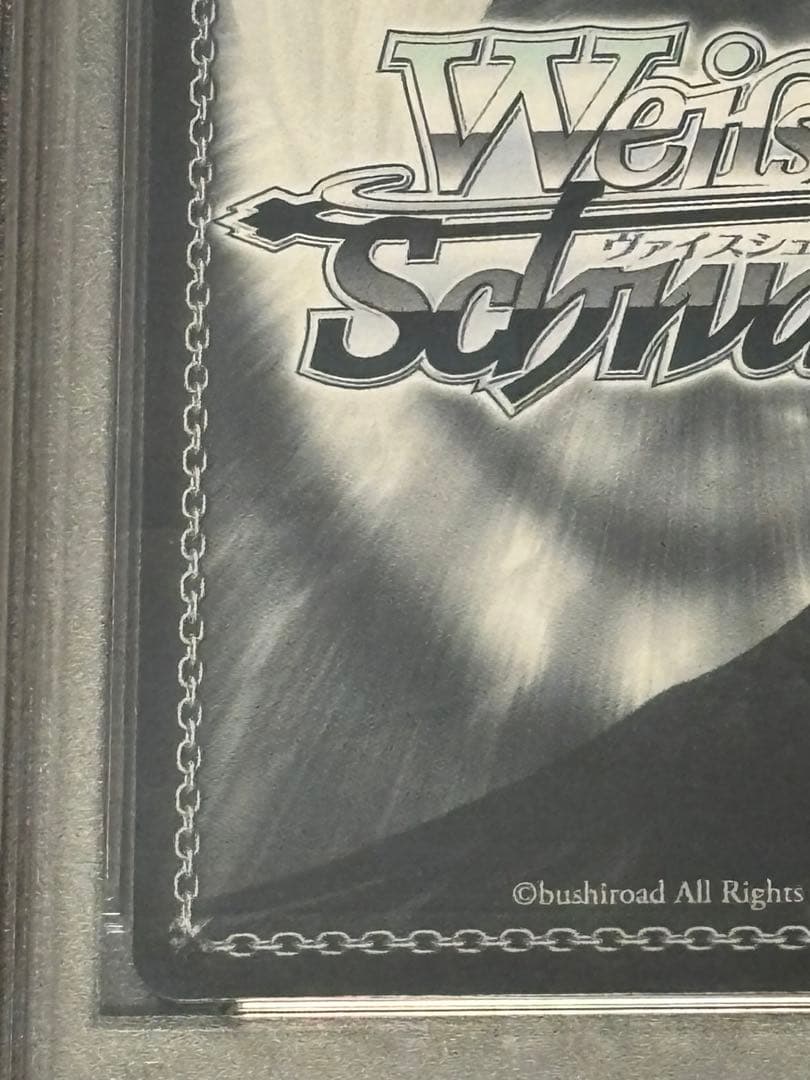 Weiß
ヴァイスシュ
Schwa
©bushiroad All Rights